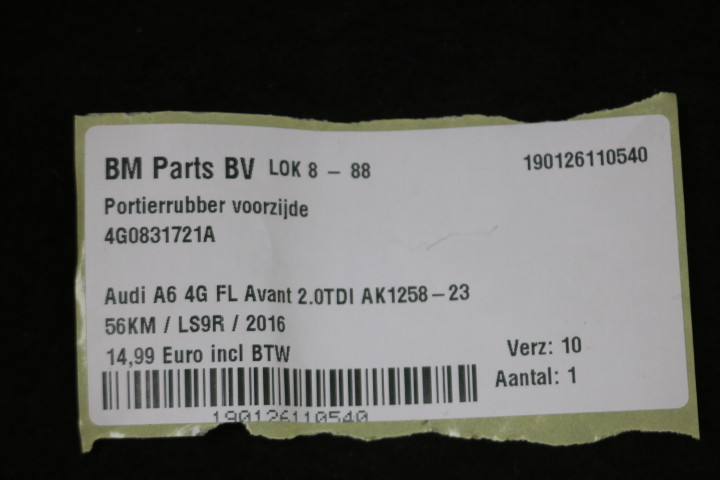 BM Parts BV LOK 8 - 88 190126110540
Portierrubber voorzijde
4G0831721A
Audi A6 4G FL Avant 2.0TDI AK1258-23
56KM / LS9R / 2016
14,99 Euro incl BTW
Verz: 10
Aantal: 1
190126110540